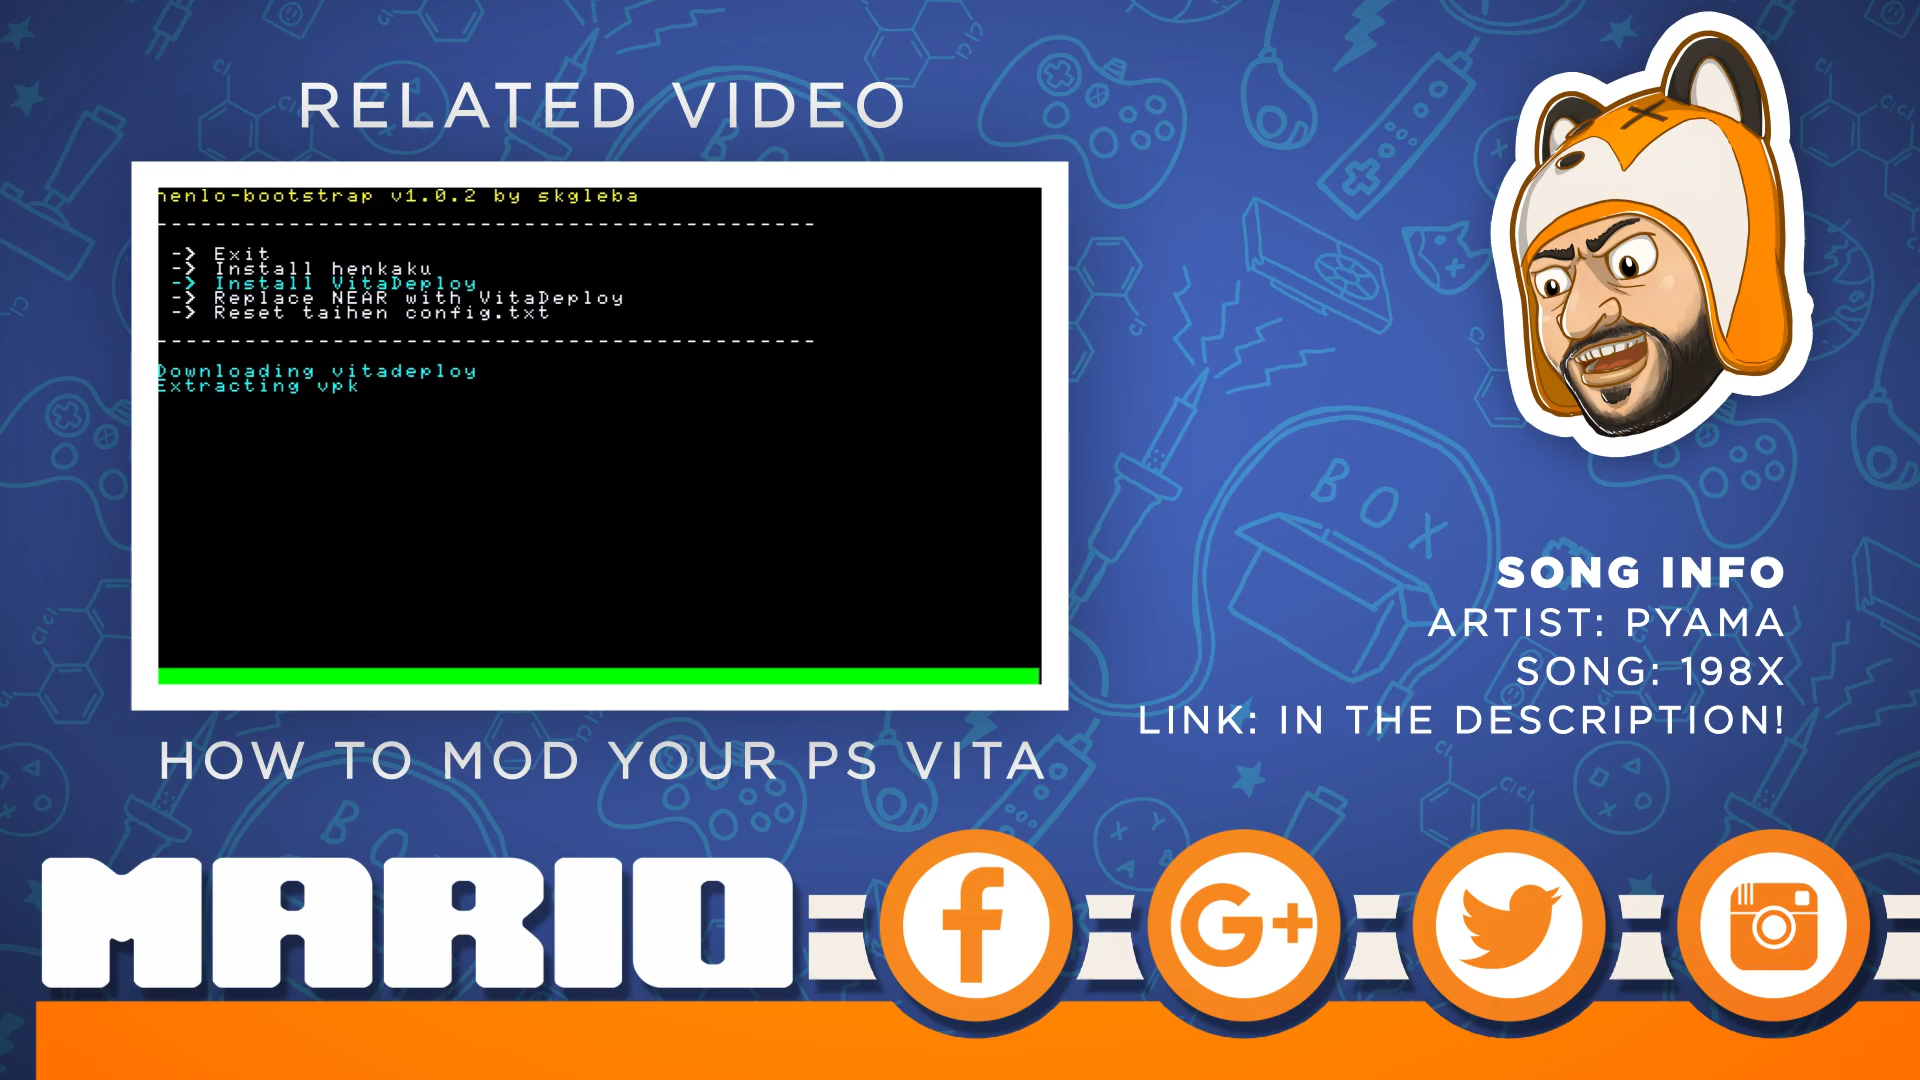 RELATED VIDEO
henlo-bootstrap v1.0.2 by skgleba
---------------------------------------------
-> Exit
-> Install henkaku
-> Install VitaDeploy
-> Replace NEAR with VitaDeploy
-> Reset taihen config.txt
---------------------------------------------
Downloading vitadeploy
Extracting vpk
HOW TO MOD YOUR PS VITA
SONG INFO
ARTIST: PYAMA
SONG: 198X
LINK: IN THE DESCRIPTION!
BOX
MARIO
f
G+